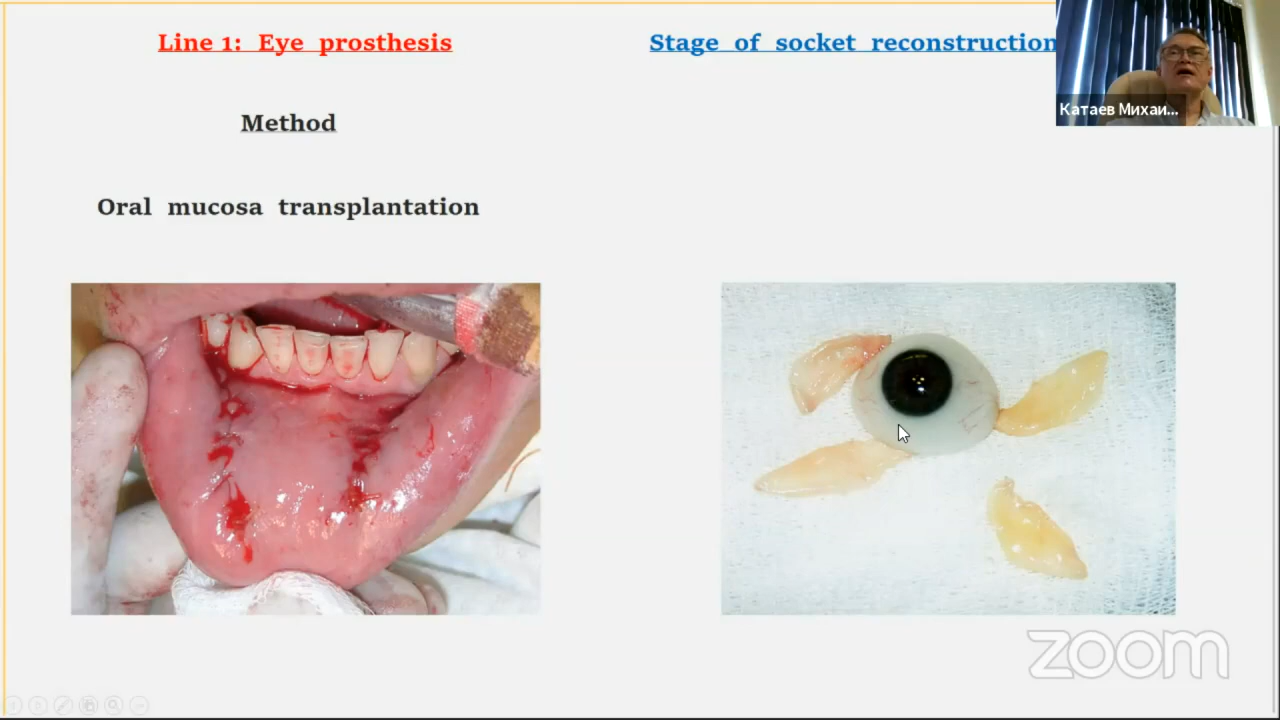 Line 1: Eye prosthesis
Stage of socket reconstruction
Катаев Михаи...
Method
Oral mucosa transplantation
zoom